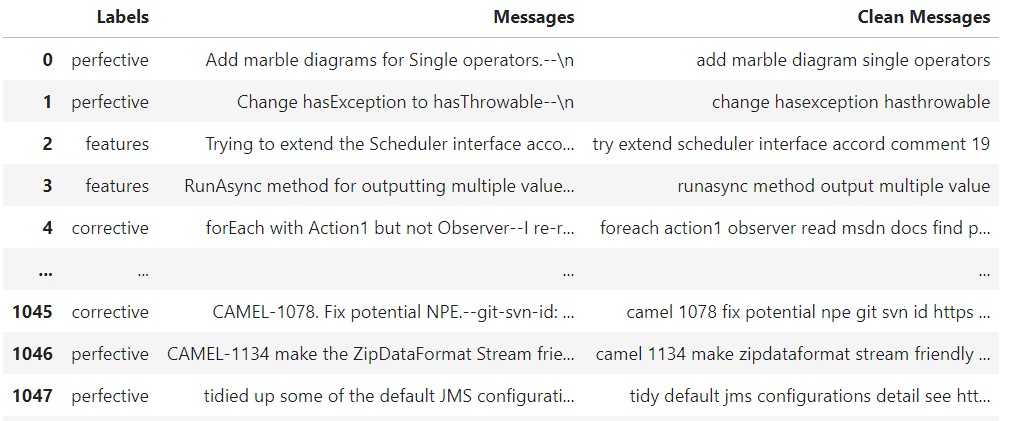 Labels Messages Clean Messages
0 perfective Add marble diagrams for Single operators.--\n add marble diagram single operators
1 perfective Change hasException to hasThrowable--\n change hasexception hasthrowable
2 features Trying to extend the Scheduler interface acco... try extend scheduler interface accord comment 19
3 features RunAsync method for outputting multiple value... runasync method output multiple value
4 corrective forEach with Action1 but not Observer--I re-r... foreach action1 observer read msdn docs find p...
... ... ... ...
1045 corrective CAMEL-1078. Fix potential NPE.--git-svn-id: ... camel 1078 fix potential npe git svn id https ...
1046 perfective CAMEL-1134 make the ZipDataFormat Stream frie... camel 1134 make zipdataformat stream friendly ...
1047 perfective tidied up some of the default JMS configurati... tidy default jms configurations detail see htt...